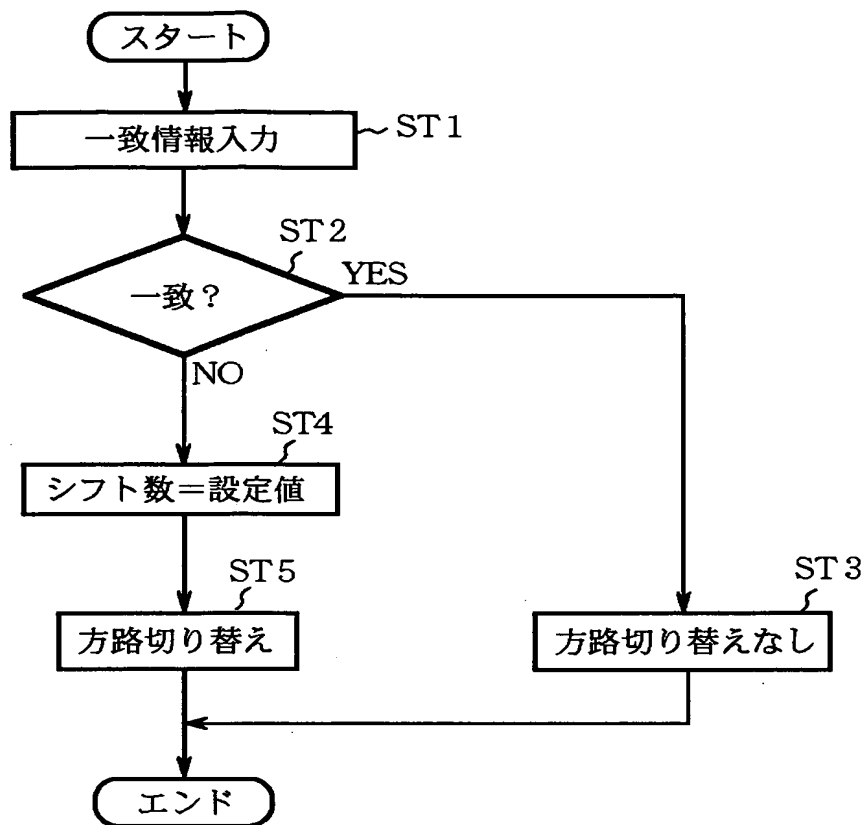 スタート
一致情報入力
ST1
ST2
一致？
YES
NO
ST4
シフト数＝設定値
ST5
方路切り替え
ST3
方路切り替えなし
エンド